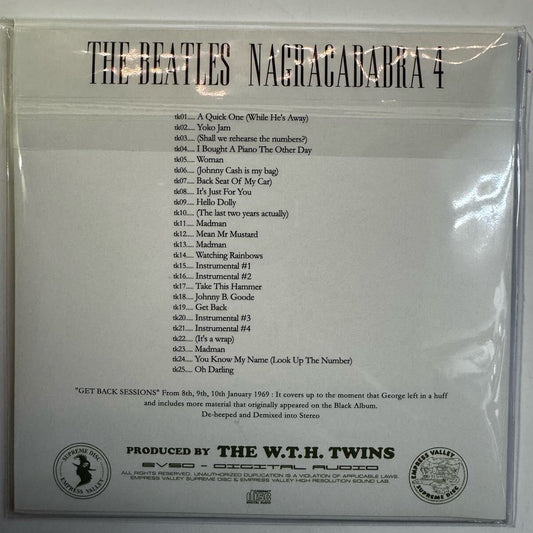 THE BEATLES NAGRACADABRA 4
tk01.... A Quick One (While He's Away)
tk02.... Yoko Jam
tk03.... (Shall we rehearse the numbers?)
tk04.... I Bought A Piano The Other Day
tk05.... Woman
tk06.... (Johnny Cash is my bag)
tk07.... Back Seat Of My Car)
tk08.... It's Just For You
tk09.... Hello Dolly
tk10.... (The last two years actually)
tk11.... Madman
tk12.... Mean Mr Mustard
tk13.... Madman
tk14.... Watching Rainbows
tk15.... Instrumental #1
tk16.... Instrumental #2
tk17.... Take This Hammer
tk18.... Johnny B. Goode
tk19.... Get Back
tk20.... Instrumental #3
tk21.... Instrumental #4
tk22.... (It's a wrap)
tk23.... Madman
tk24.... You Know My Name (Look Up The Number)
tk25.... Oh Darling
"GET BACK SESSIONS" From 8th, 9th, 10th January 1969 : It covers up to the moment that George left in a huff
and includes more material that originally appeared on the Black Album.
De-beeped and Demixed into Stereo
PRODUCED BY THE W.T.H. TWINS
EVSD - DIGITAL AUDIO
ALL RIGHTS RESERVED. UNAUTHORIZED DUPLICATION IS A VIOLATION OF APPLICABLE LAWS.
EMPRESS VALLEY SUPREME DISC & EMPRESS VALLEY HIGH RESOLUTION SOUND LAB.
SUPREME DISC
EMPRESS VALLEY
EMPRESS VALLEY
SUPREME DISC
disc
DIGITAL AUDIO